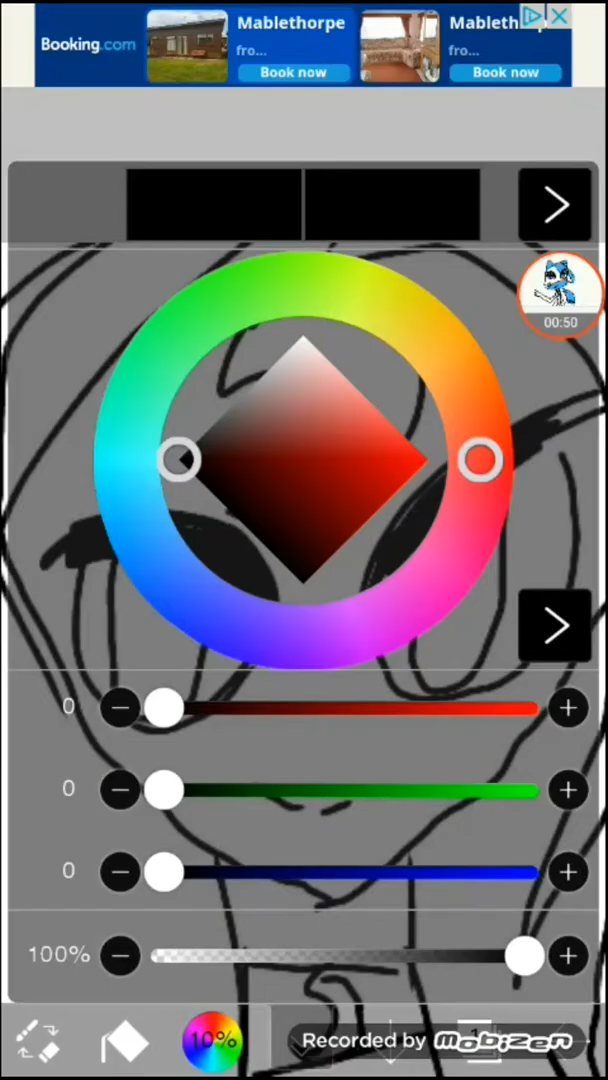 Booking.com
Mablethorpe
fro...
Book now
fro...
Book now
00:50
0
0
0
100%
10%
Recorded by mobizen